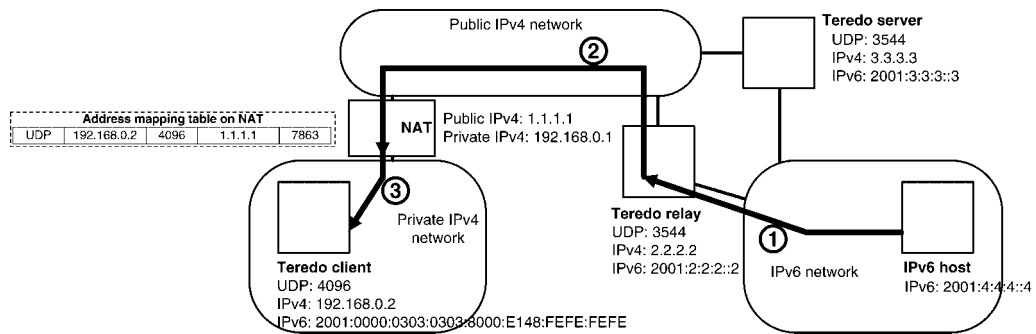 Public IPv4 network
Teredo server
UDP: 3544
IPv4: 3.3.3.3
IPv6: 2001:3:3:3::3
2
Address mapping table on NAT
UDP 192.168.0.2 4096 1.1.1.1 7863
NAT
Public IPv4: 1.1.1.1
Private IPv4: 192.168.0.1
3
Private IPv4
network
Teredo relay
UDP: 3544
IPv4: 2.2.2.2
IPv6: 2001:2:2:2::2
1
IPv6 network
IPv6 host
IPv6: 2001:4:4:4::4
Teredo client
UDP: 4096
IPv4: 192.168.0.2
IPv6: 2001:0000:0303:0303:8000:E148:FEFE:FEFE